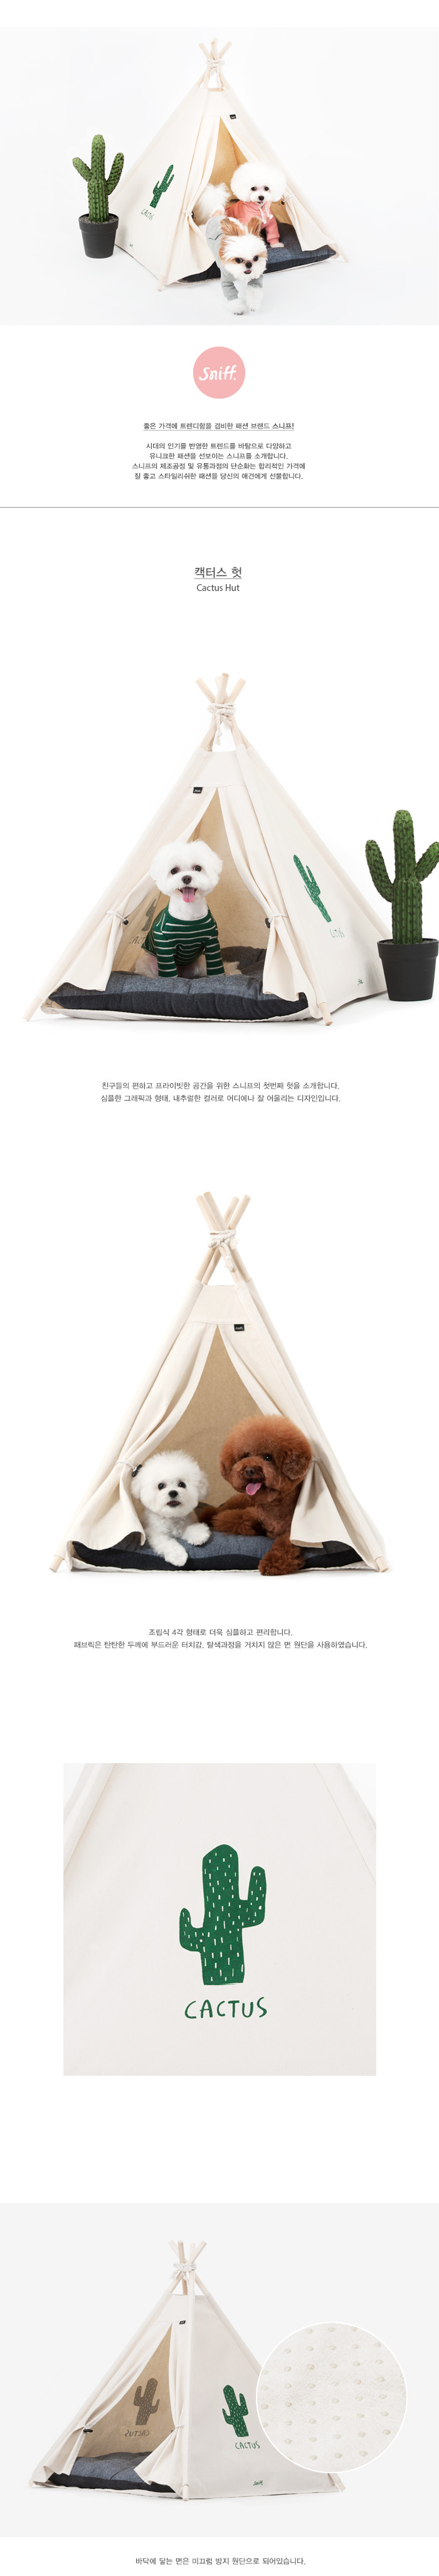 CACTUS
Sniff.
좋은 가격에 트렌디함을 겸비한 패션 브랜드 스니프!
시대의 인기를 반영한 트렌드를 바탕으로 다양하고
유니크한 패션을 선보이는 스니프를 소개합니다.
스니프의 제조공정 및 유통과정의 단순화는 합리적인 가격에
질 좋고 스타일리쉬한 패션을 당신의 애견에게 선물합니다.
캑터스 헛
Cactus Hut
친구들의 편하고 프라이빗한 공간을 위한 스니프의 첫번째 헛을 소개합니다.
심플한 그래픽과 형태, 내추럴한 컬러로 어디에나 잘 어울리는 디자인입니다.
조립식 4각 형태로 더욱 심플하고 편리합니다.
패브릭은 탄탄한 두께에 부드러운 터치감, 탈색과정을 거치지 않은 면 원단을 사용하였습니다.
CACTUS
CACTUS
Sniff.
바닥에 닿는 면은 미끄럼 방지 원단으로 되어있습니다.